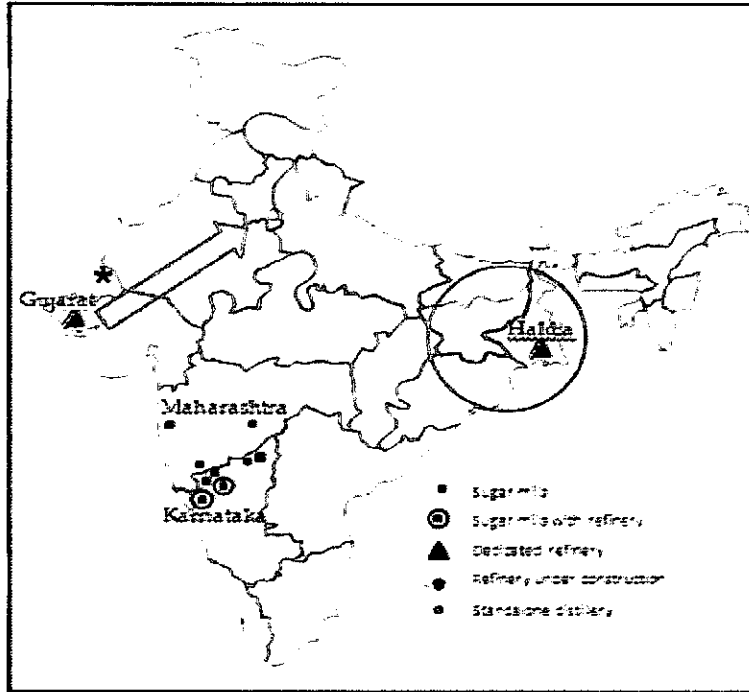 *
Gujarat
Haldia
Maharashtra
Karnataka
Sugar mills
Sugar mills with refinery
Dedicated refinery
Refinery under construction
Standalone distillery